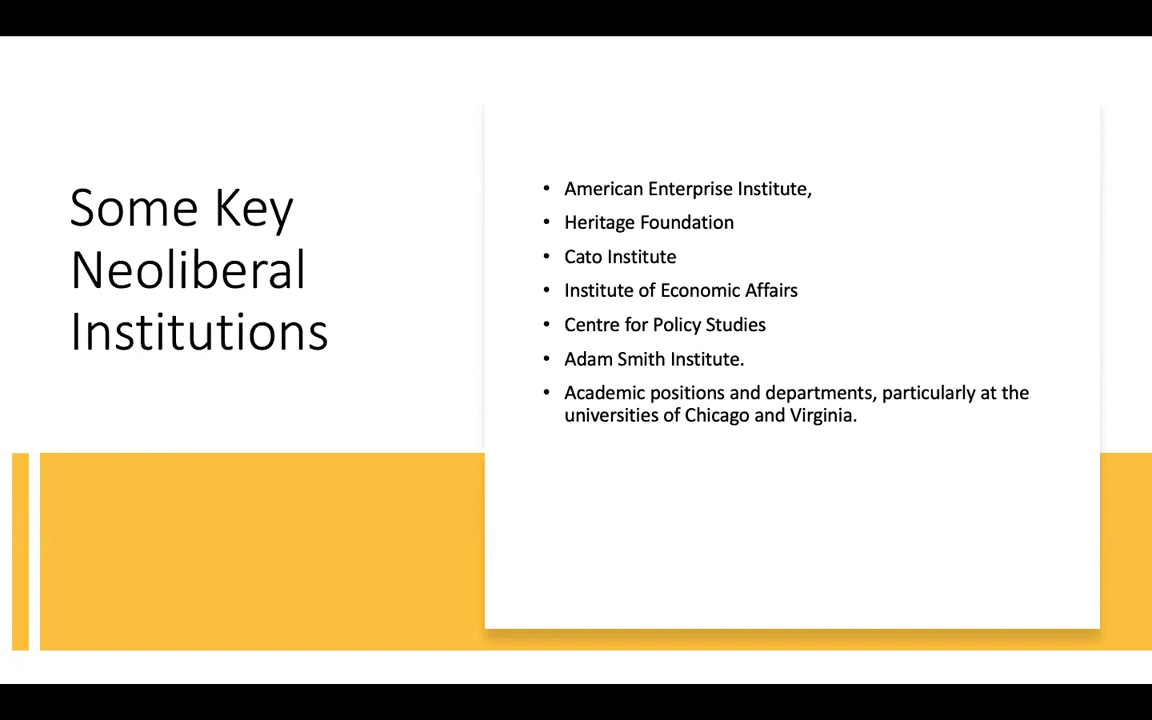 Some Key
Neoliberal
Institutions
• American Enterprise Institute,
• Heritage Foundation
• Cato Institute
• Institute of Economic Affairs
• Centre for Policy Studies
• Adam Smith Institute.
• Academic positions and departments, particularly at the
universities of Chicago and Virginia.